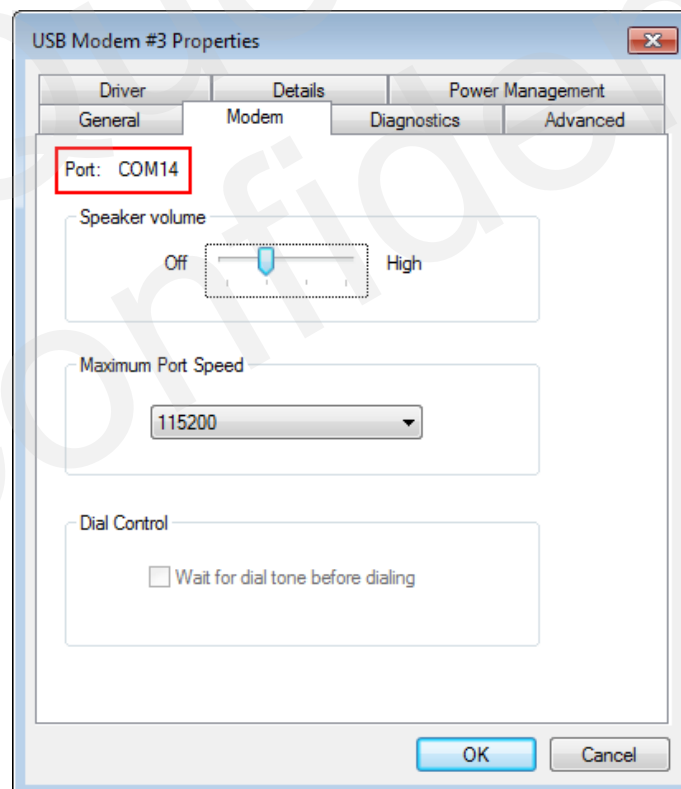 USB Modem #3 Properties
Driver Details Power Management
General Modem Diagnostics Advanced
Port: COM14
Speaker volume
Off High
Maximum Port Speed
115200
Dial Control
Wait for dial tone before dialing
OK Cancel